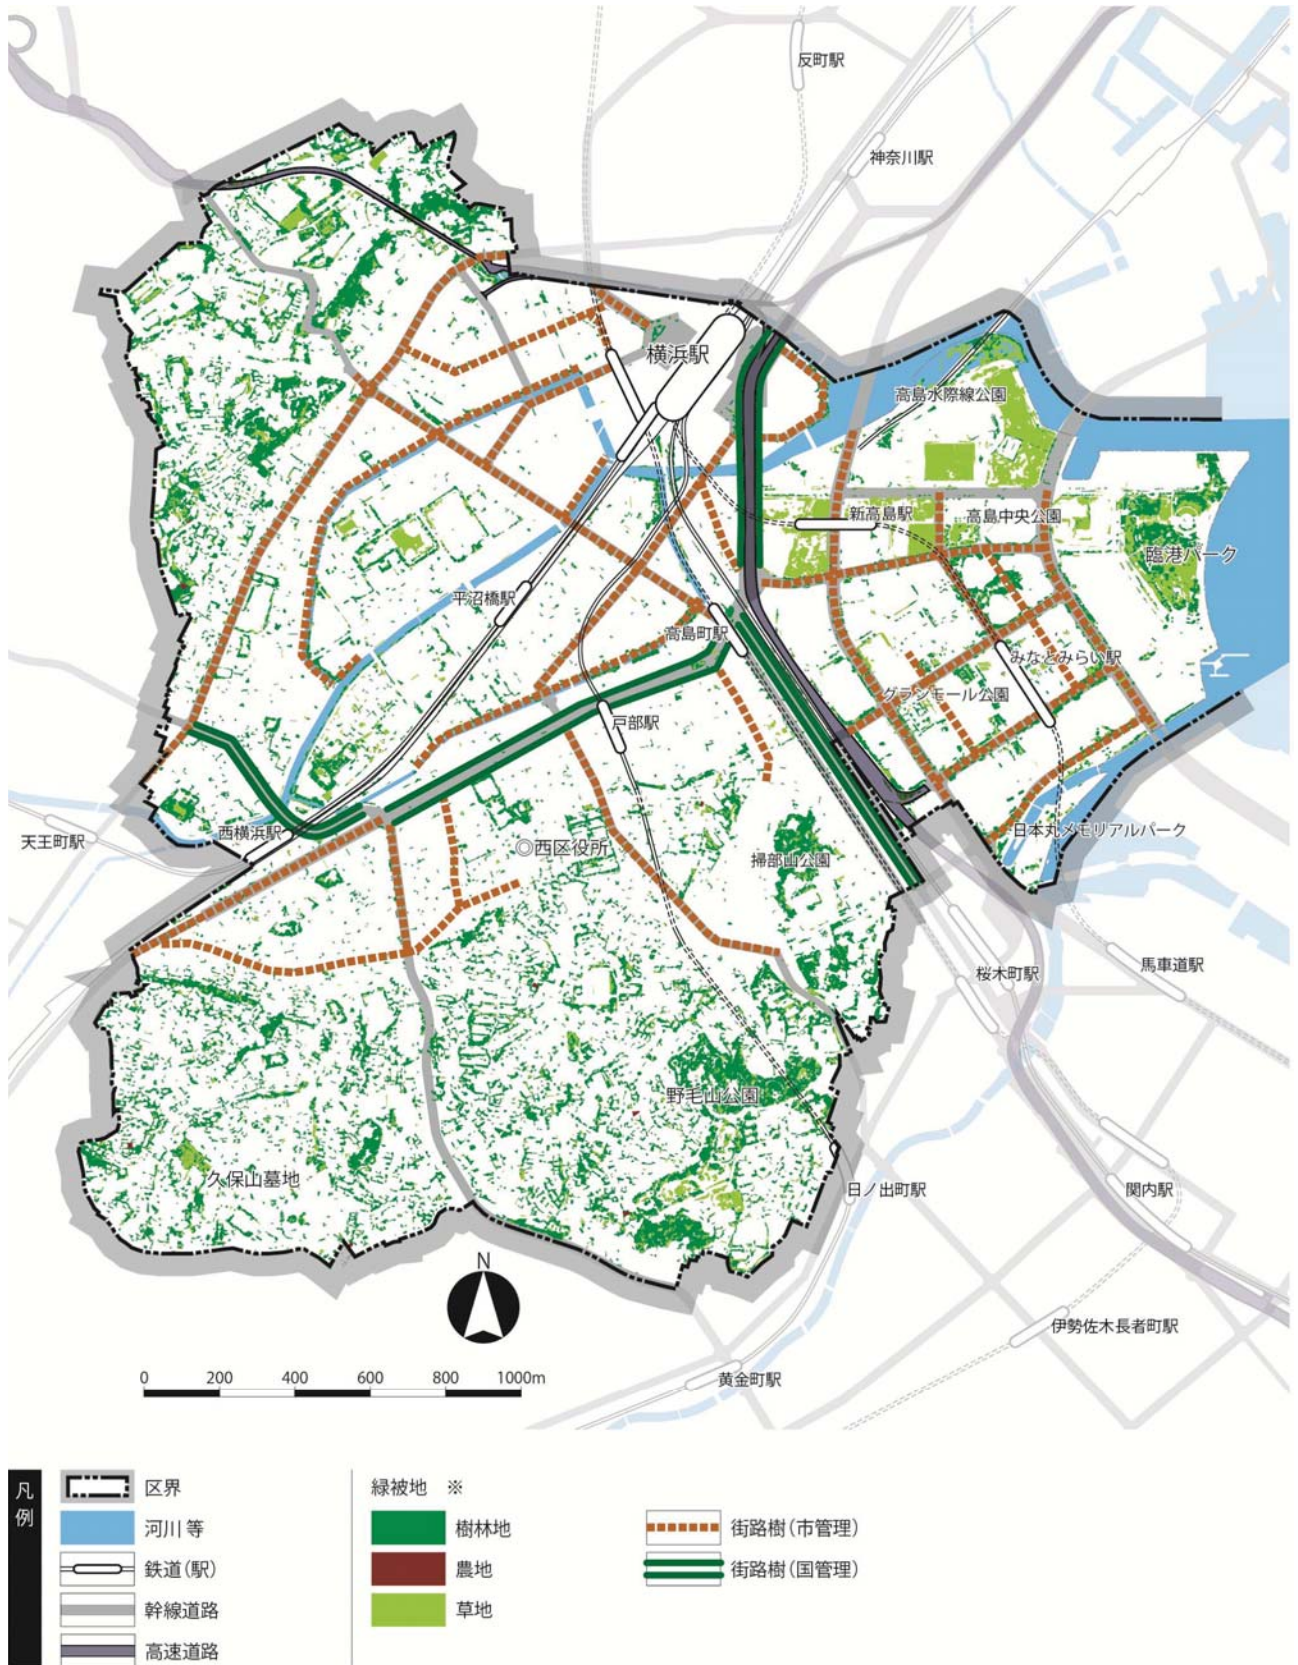 反町駅
神奈川駅
横浜駅
高島水際線公園
新高島駅
高島中央公園
臨港パーク
平沼橋駅
高島町駅
みなとみらい駅
グランモール公園
戸部駅
西横浜駅
天王町駅
◎西区役所
掃部山公園
日本丸メモリアルパーク
桜木町駅
馬車道駅
野毛山公園
久保山墓地
日ノ出町駅
関内駅
伊勢佐木長者町駅
黄金町駅
N
0 200 400 600 800 1000m
凡例
区界
河川 等
鉄道(駅)
幹線道路
高速道路
緑被地 ※
樹林地
農地
草地
街路樹(市管理)
街路樹(国管理)